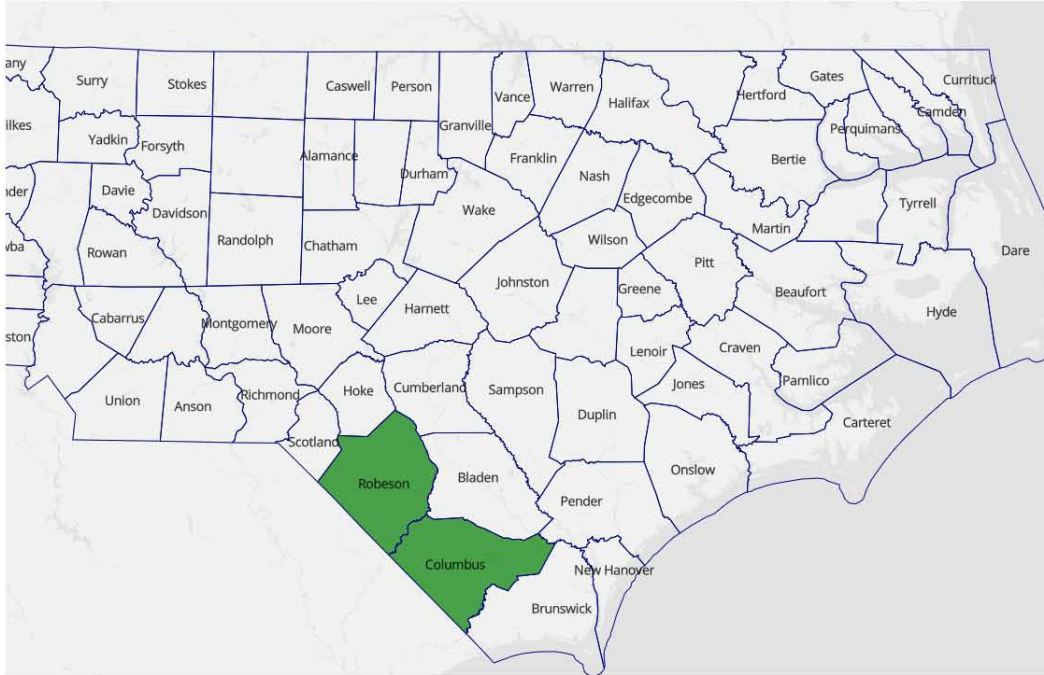 any
Surry
Stokes
Caswell
Person
Vance
Warren
Halifax
Hertford
Gates
Currituck
Camden
Perquimans
ilkes
Yadkin
Forsyth
Alamance
Granville
Durham
Franklin
Nash
Edgecombe
Bertie
nder
Davie
Davidson
Randolph
Chatham
Wake
Wilson
Martin
Tyrrell
Dare
wba
Rowan
Lee
Harnett
Johnston
Greene
Pitt
Beaufort
Hyde
ston
Cabarrus
Montgomery
Moore
Lenoir
Craven
Pamlico
Union
Anson
Richmond
Hoke
Cumberland
Sampson
Duplin
Jones
Carteret
Scotland
Robeson
Bladen
Pender
Onslow
Columbus
New Hanover
Brunswick